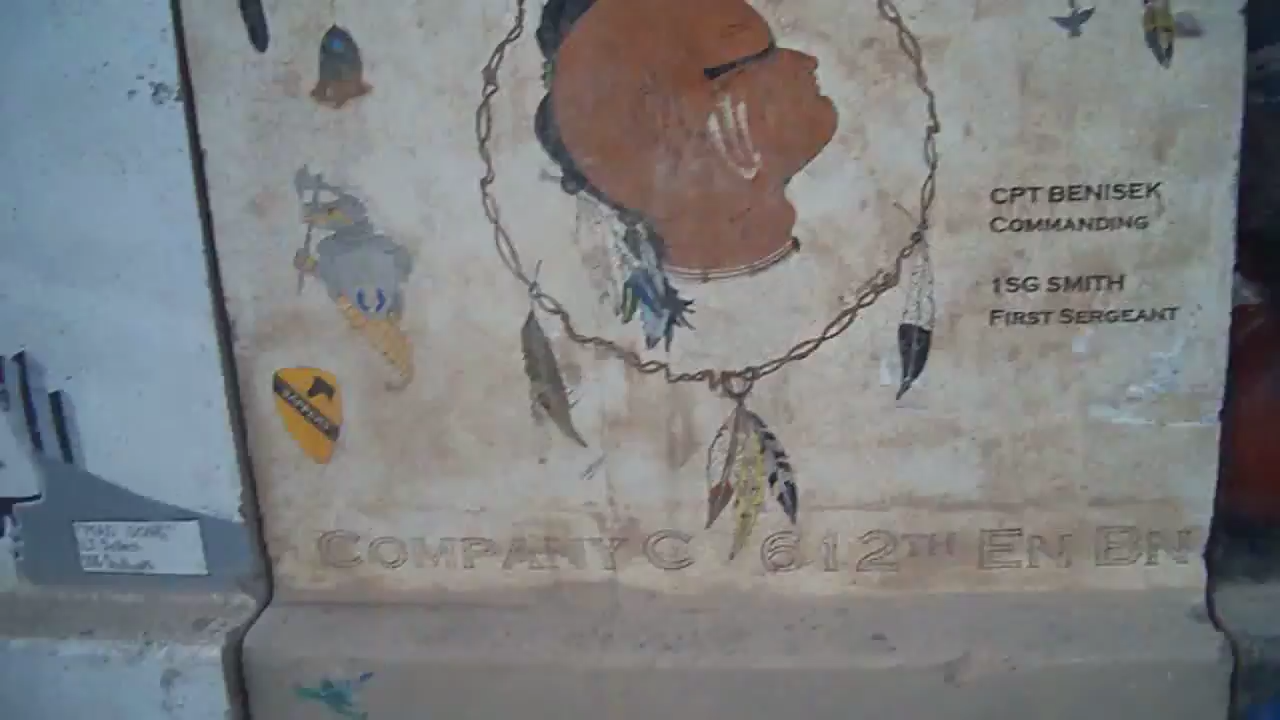 CPT BENISEK
COMMANDING
1SG SMITH
FIRST SERGEANT
COMPANY C 612TH EN BN